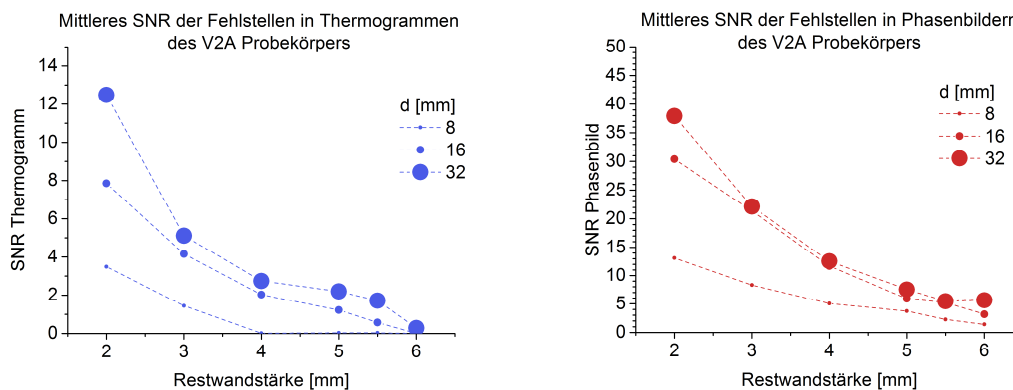 Mittleres SNR der Fehlstellen in Thermogrammen
des V2A Probekörpers
14
12
10
8
6
4
2
0
SNR Thermogramm
d [mm]
8
16
32
2 3 4 5 6
Restwandstärke [mm]
Mittleres SNR der Fehlstellen in Phasenbildern
des V2A Probekörpers
50
45
40
35
30
25
20
15
10
5
0
SNR Phasenbild
d [mm]
8
16
32
2 3 4 5 6
Restwandstärke [mm]